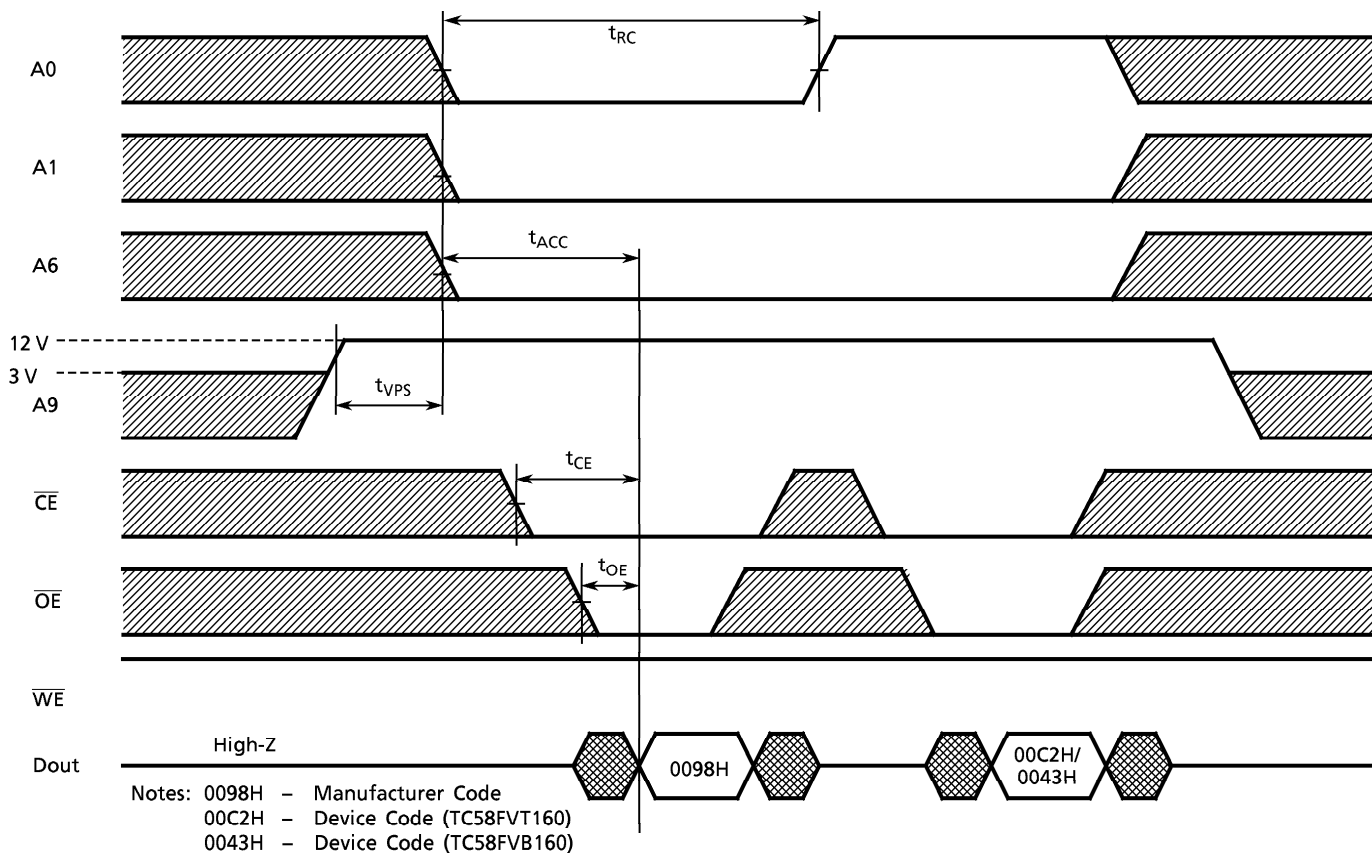 tRC
A0
A1
tACC
A6
12 V
3 V
tVPS
A9
tCE
CE
tOE
OE
WE
High-Z
Dout
0098H
00C2H/
0043H
Notes: 0098H – Manufacturer Code
00C2H – Device Code (TC58FVT160)
0043H – Device Code (TC58FVB160)